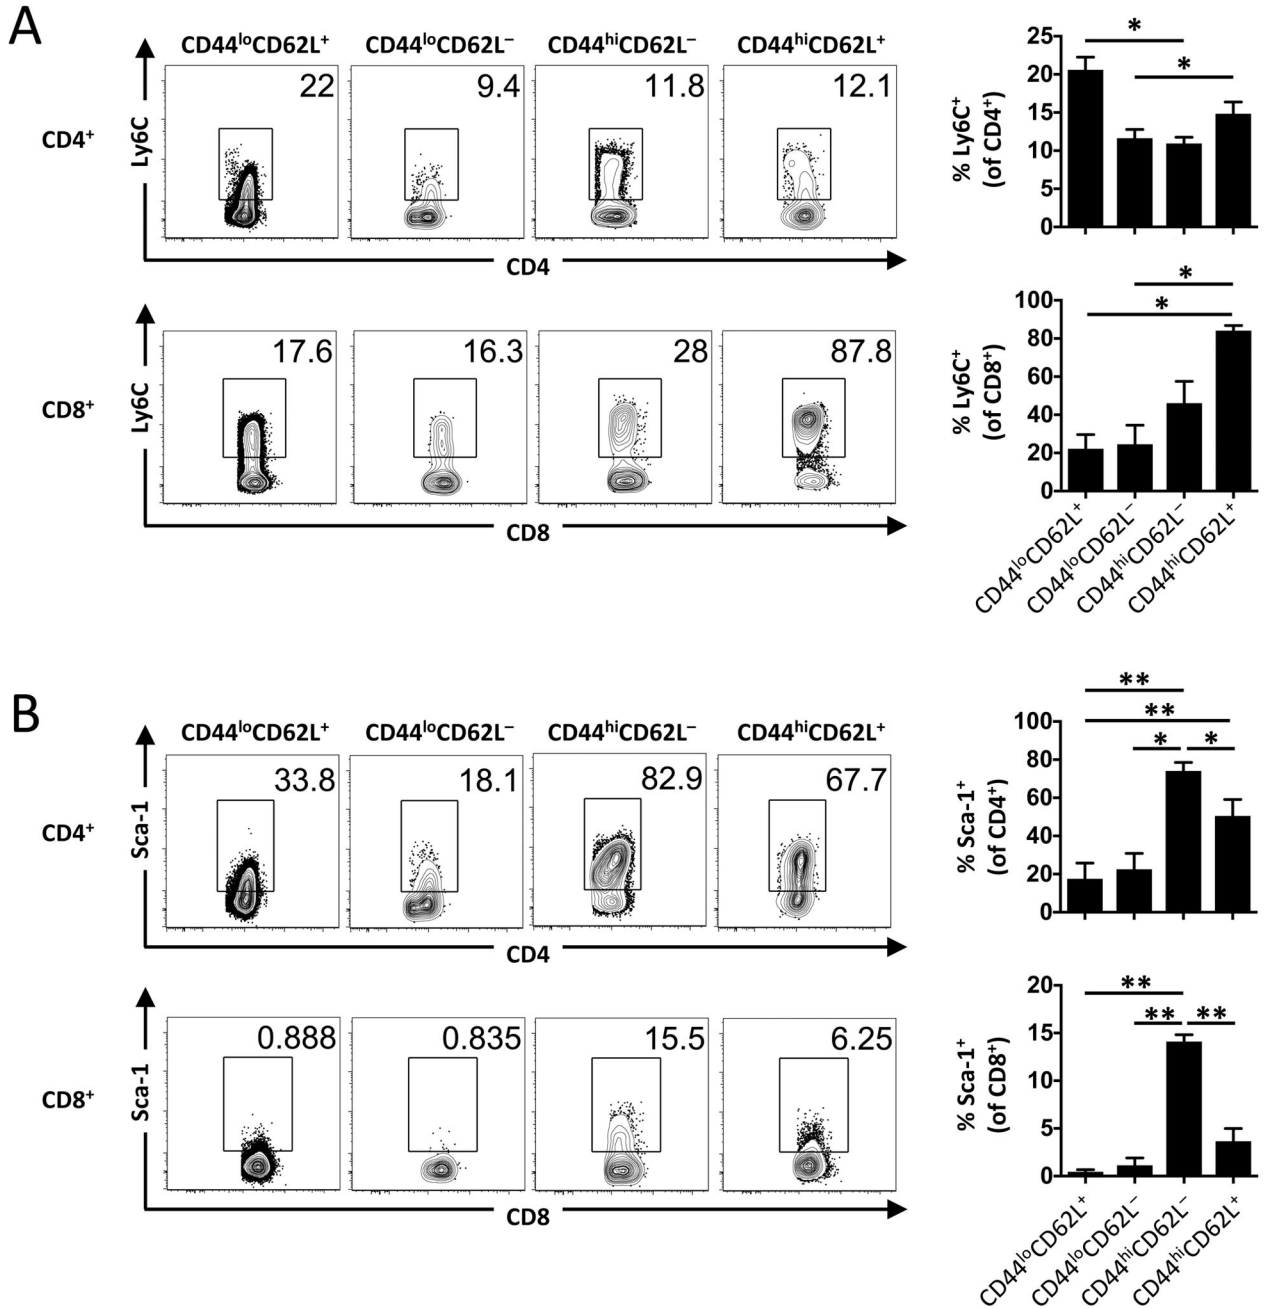 A
CD44loCD62L+ CD44loCD62L– CD44hiCD62L– CD44hiCD62L+
CD4+
Ly6C
22 9.4 11.8 12.1
CD4
% Ly6C+
(of CD4+)
25
20
15
10
5
0
*
*
CD8+
Ly6C
17.6 16.3 28 87.8
CD8
% Ly6C+
(of CD8+)
100
80
60
40
20
0
*
*
CD44loCD62L+
CD44loCD62L–
CD44hiCD62L–
CD44hiCD62L+
B
CD44loCD62L+ CD44loCD62L– CD44hiCD62L– CD44hiCD62L+
CD4+
Sca-1
33.8 18.1 82.9 67.7
CD4
% Sca-1+
(of CD4+)
100
80
60
40
20
0
**
**
* *
CD8+
Sca-1
0.888 0.835 15.5 6.25
CD8
% Sca-1+
(of CD8+)
20
15
10
5
0
**
** **
CD44loCD62L+
CD44loCD62L–
CD44hiCD62L–
CD44hiCD62L+